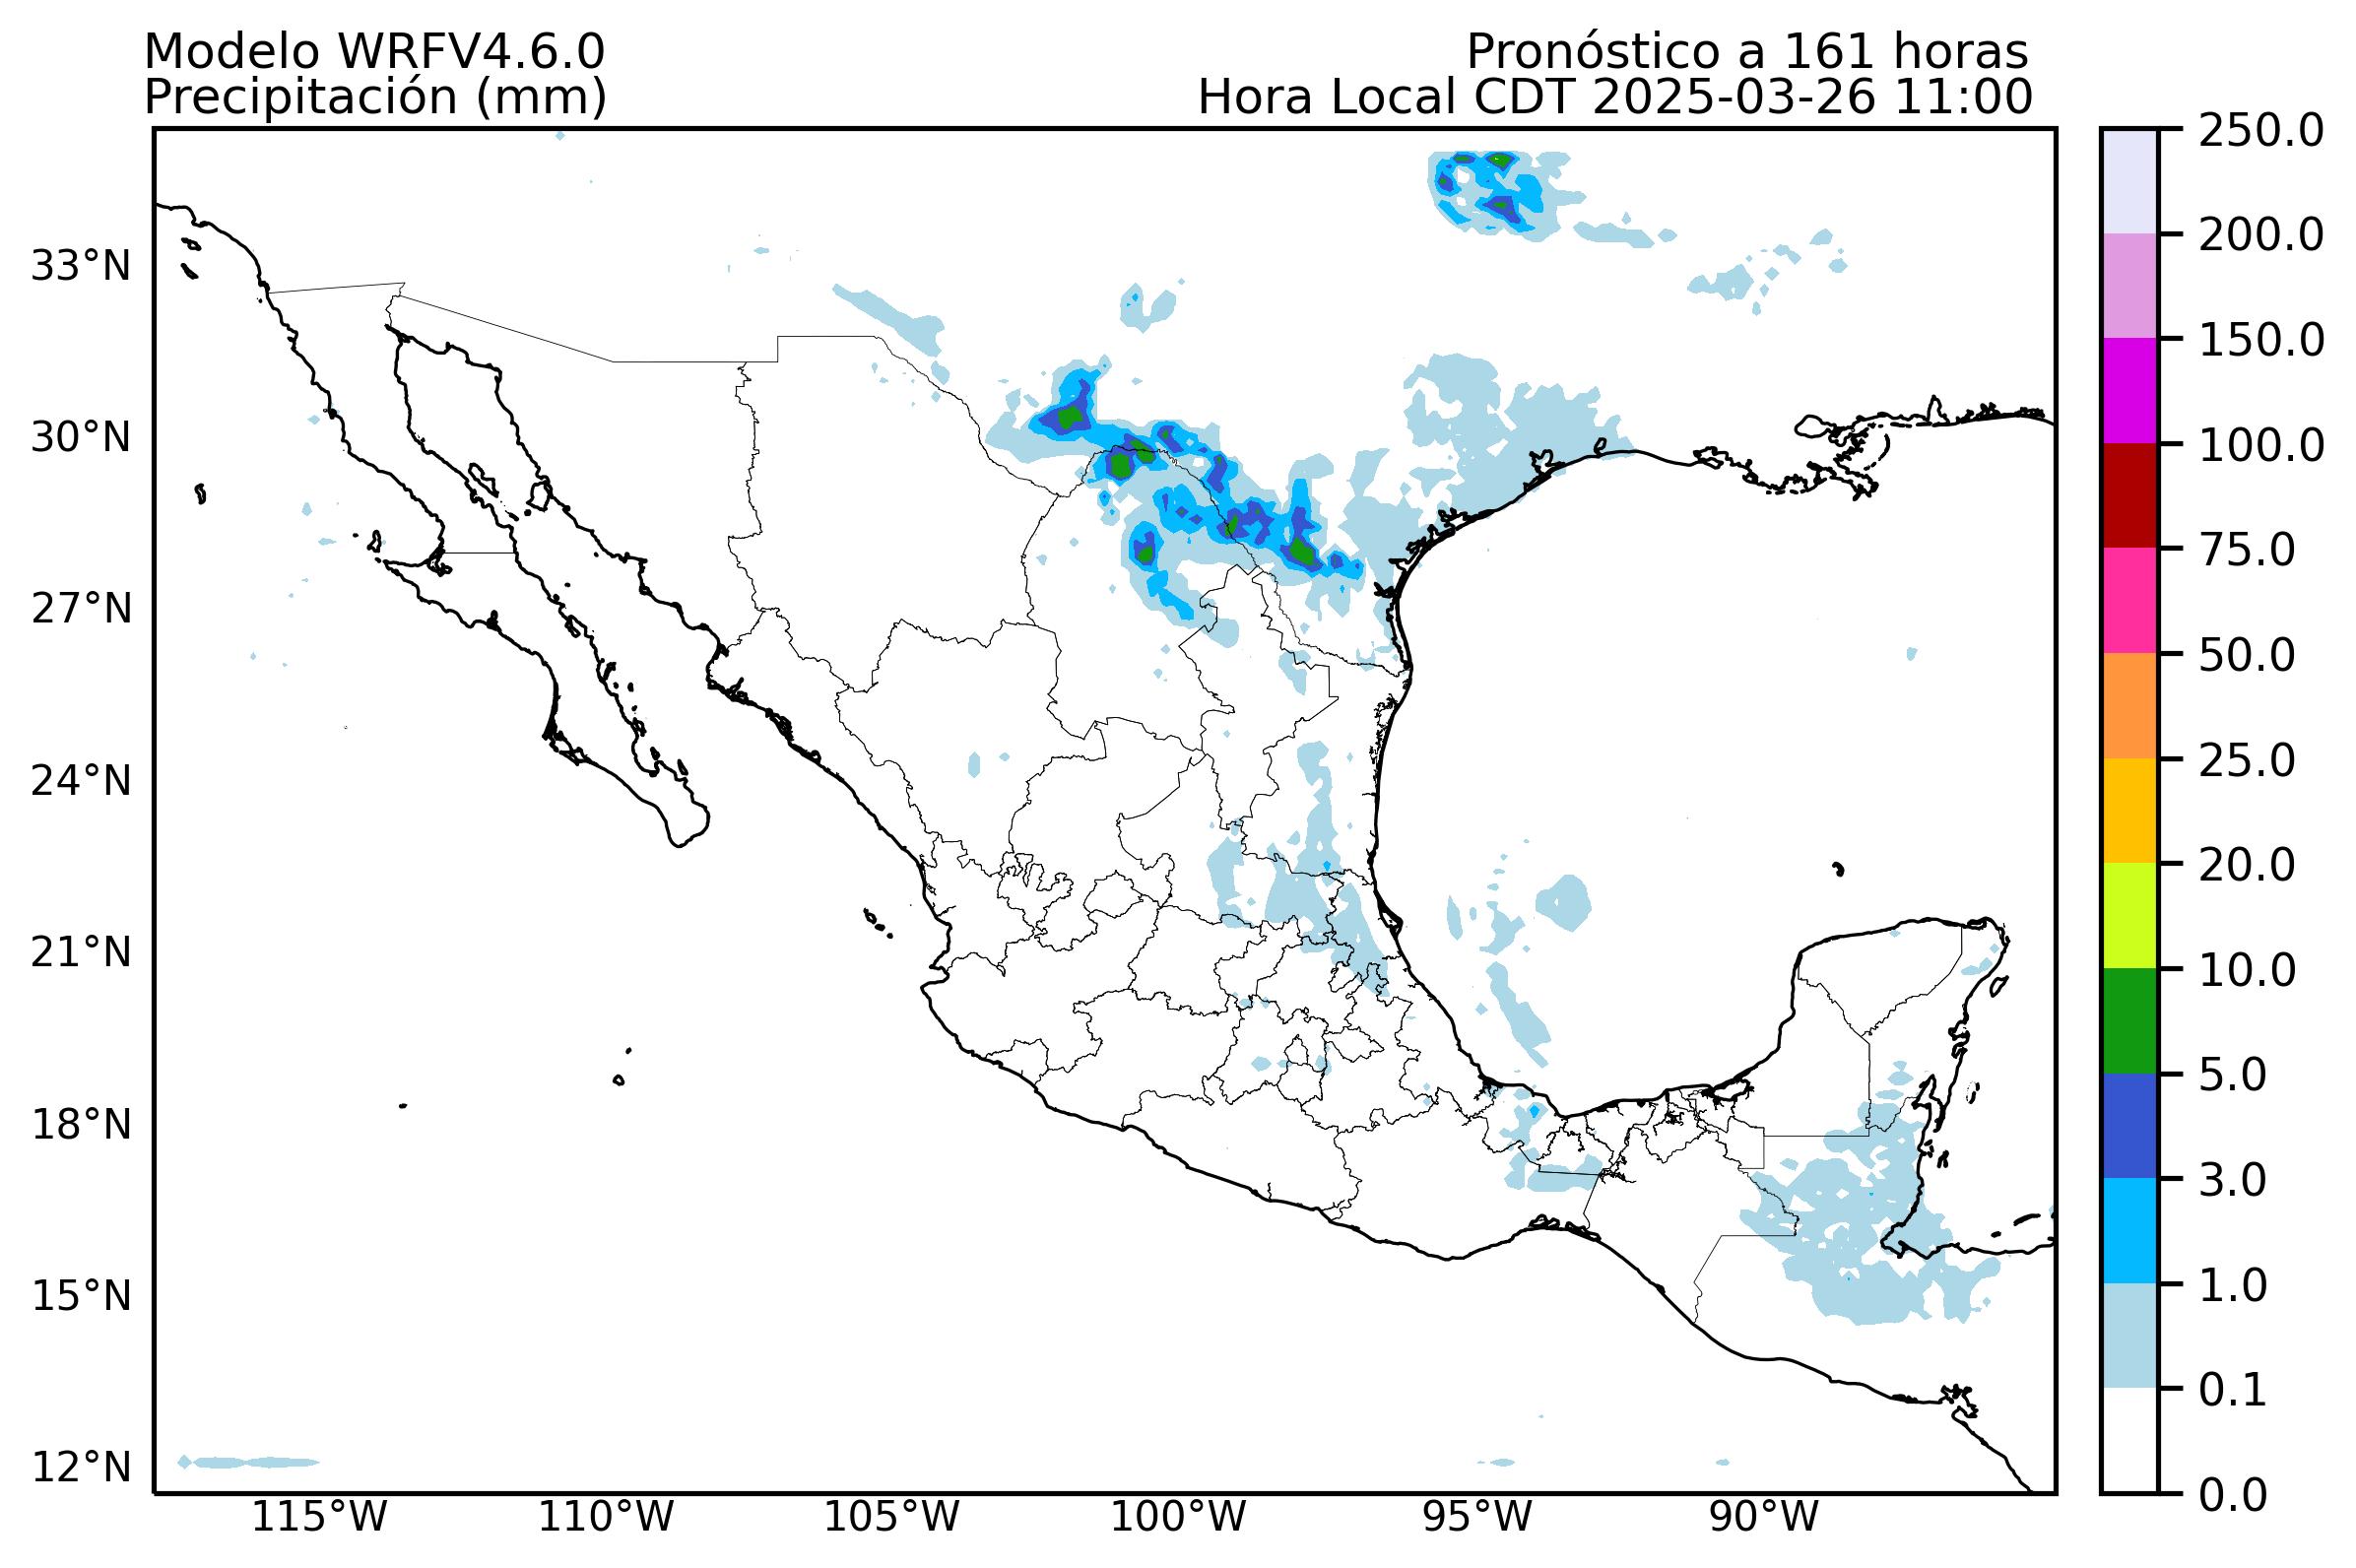 Modelo WRFV4.6.0
Pronóstico a 161 horas
Precipitación (mm)
Hora Local CDT 2025-03-26 11:00
33°N
30°N
27°N
24°N
21°N
18°N
15°N
12°N
115°W
110°W
105°W
100°W
95°W
90°W
250.0
200.0
150.0
100.0
75.0
50.0
25.0
20.0
10.0
5.0
3.0
1.0
0.1
0.0